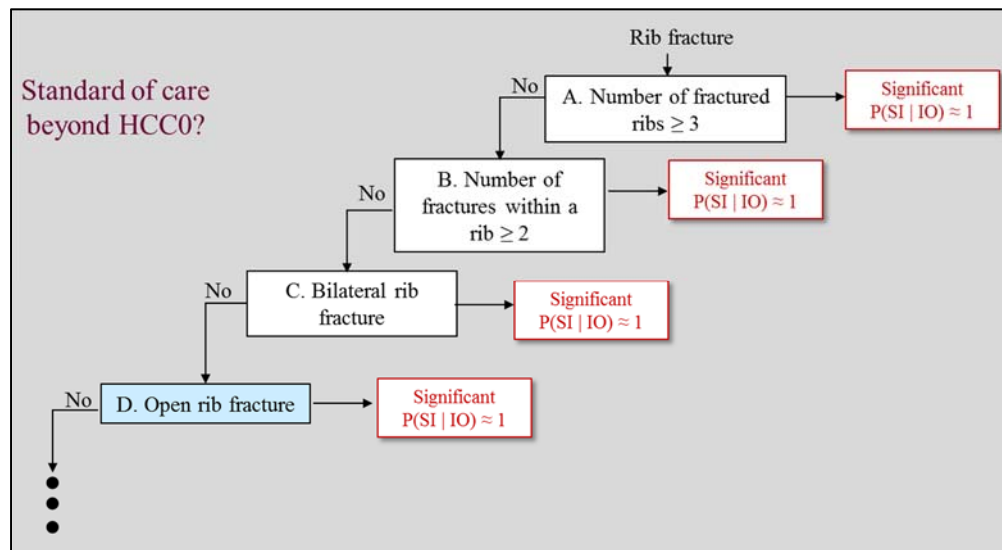 Rib fracture
Standard of care
beyond HCC0?
No
A. Number of fractured
ribs ≥ 3
Significant
P(SI | IO) ≈ 1
No
B. Number of
fractures within a
rib ≥ 2
Significant
P(SI | IO) ≈ 1
No
C. Bilateral rib
fracture
Significant
P(SI | IO) ≈ 1
No
D. Open rib fracture
Significant
P(SI | IO) ≈ 1